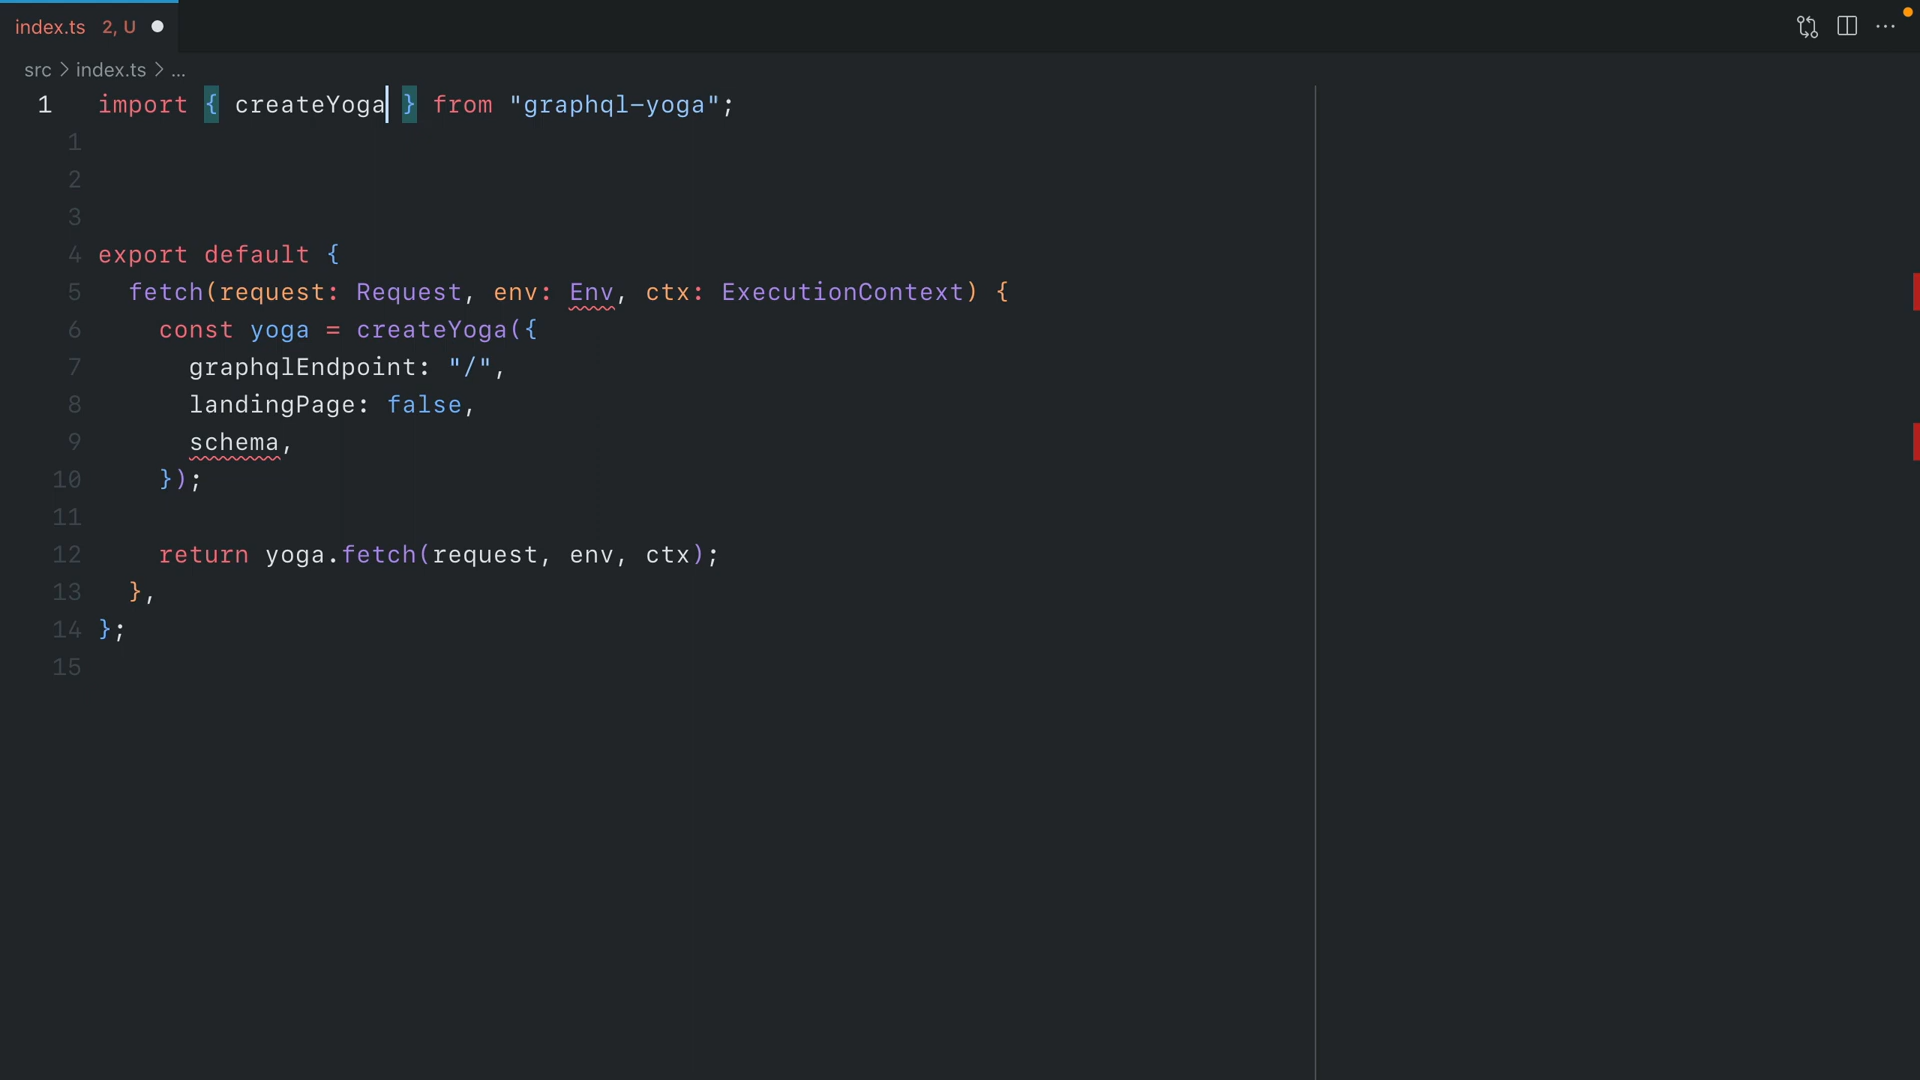 index.ts 2, U
src > index.ts > ...
1 import { createYoga } from "graphql-yoga";
1
2
3
4 export default {
5 fetch(request: Request, env: Env, ctx: ExecutionContext) {
6 const yoga = createYoga({
7 graphqlEndpoint: "/",
8 landingPage: false,
9 schema,
10 });
11
12 return yoga.fetch(request, env, ctx);
13 },
14 };
15